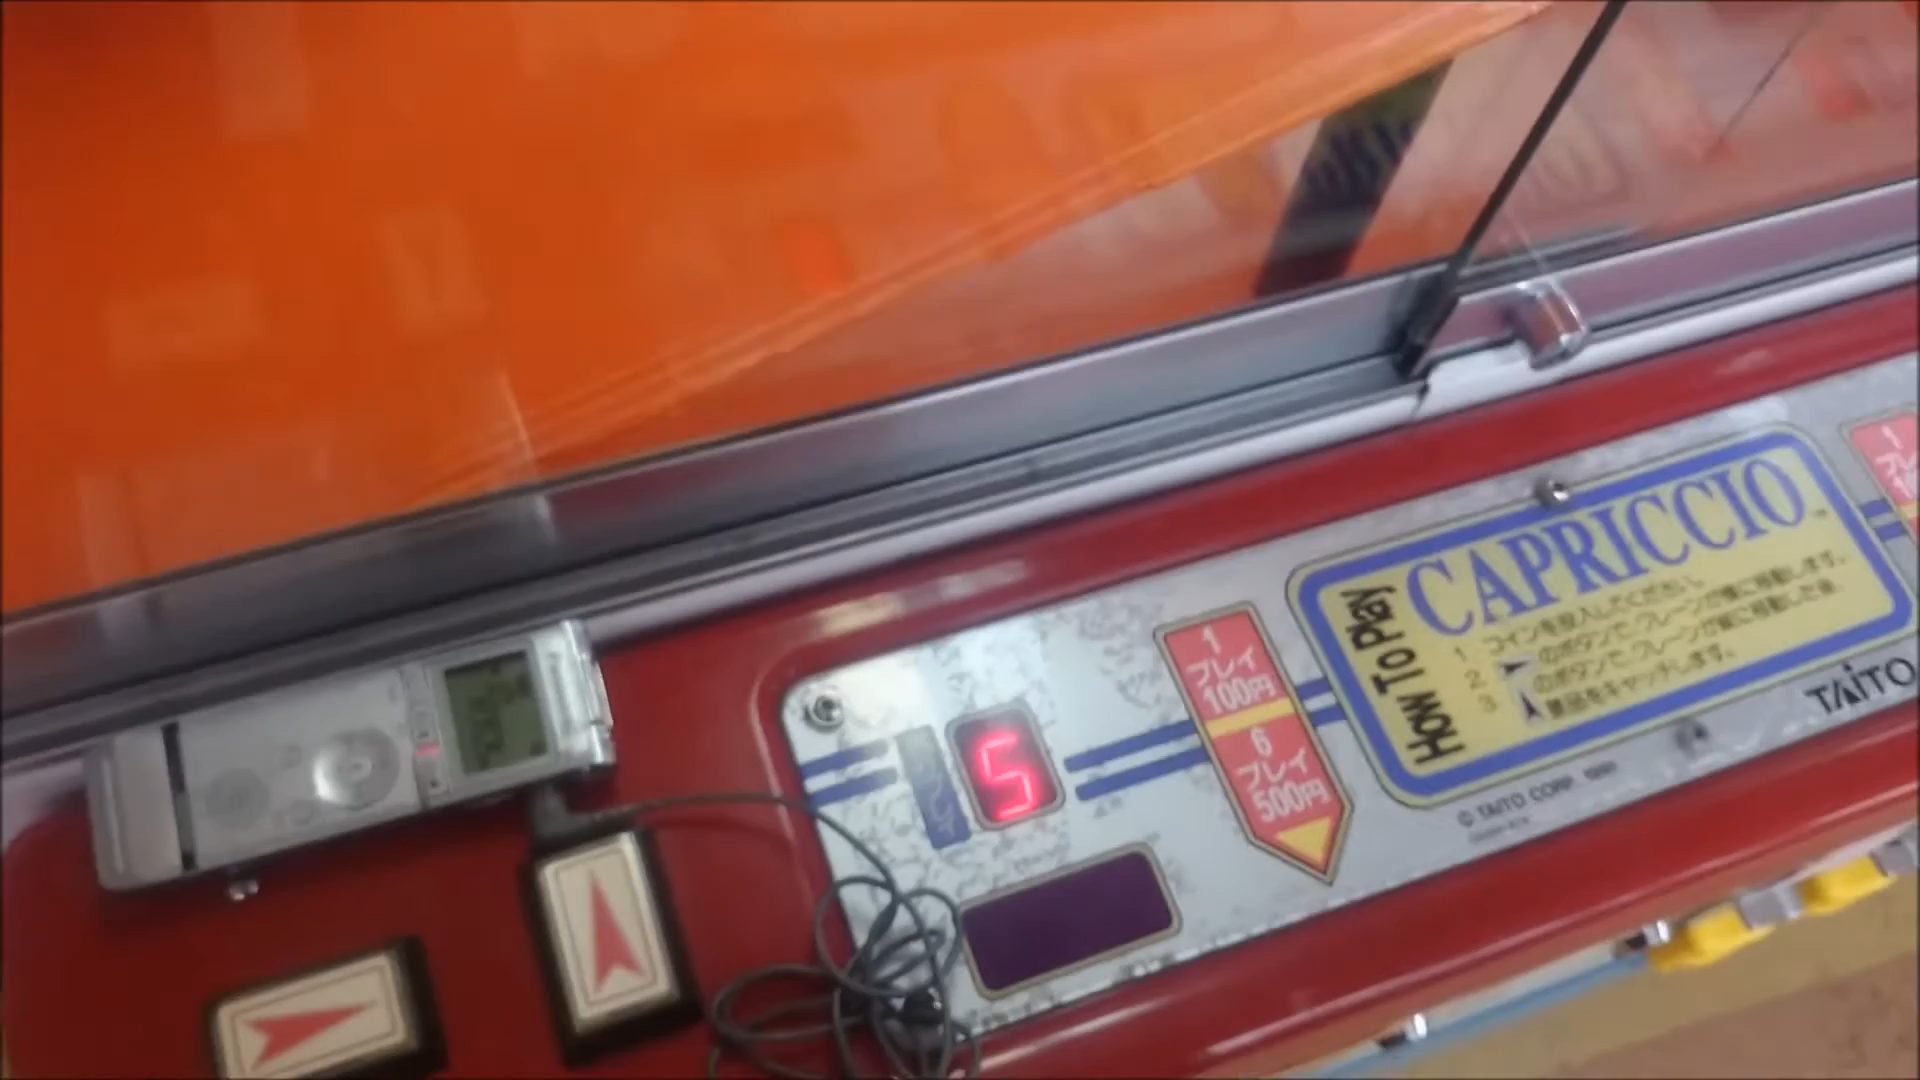 5
1
プレイ
100円
6
プレイ
500円
How To Play
CAPRICCIO
1 コインを投入してください。
2 のボタンで、クレーンが横に移動します。
3 のボタンで、クレーンが縦に移動した後、
景品をキャッチします。
TAITO
© TAITO CORP.
1